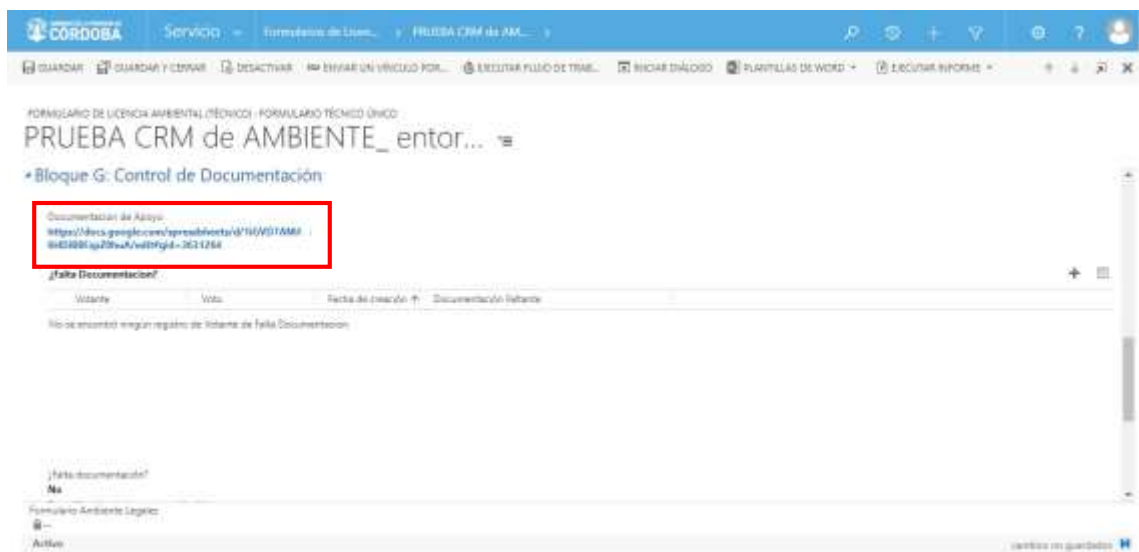 CÓRDOBA Servicio Formularios de Licen... PRUEBA CRM de AM...
GUARDAR GUARDAR Y CERRAR DESACTIVAR ENVIAR UN VÍNCULO POR... EJECUTAR FLUJO DE TRAB... INICIAR DIÁLOGO PLANTILLAS DE WORD EJECUTAR INFORME
FORMULARIO DE LICENCIA AMBIENTAL (TÉCNICO) : FORMULARIO TÉCNICO ÚNICO
PRUEBA CRM de AMBIENTE_ entor...
Bloque G: Control de Documentación
Documentacion de Apoyo
¿Falta Documentacion?
Votante Voto Fecha de creación ↑ Documentación Faltante
No se encontró ningún registro de Votante de Falta Documentacion
¿Falta documentación?
No
Formulario Ambiente Legales
--
Activo cambios no guardados